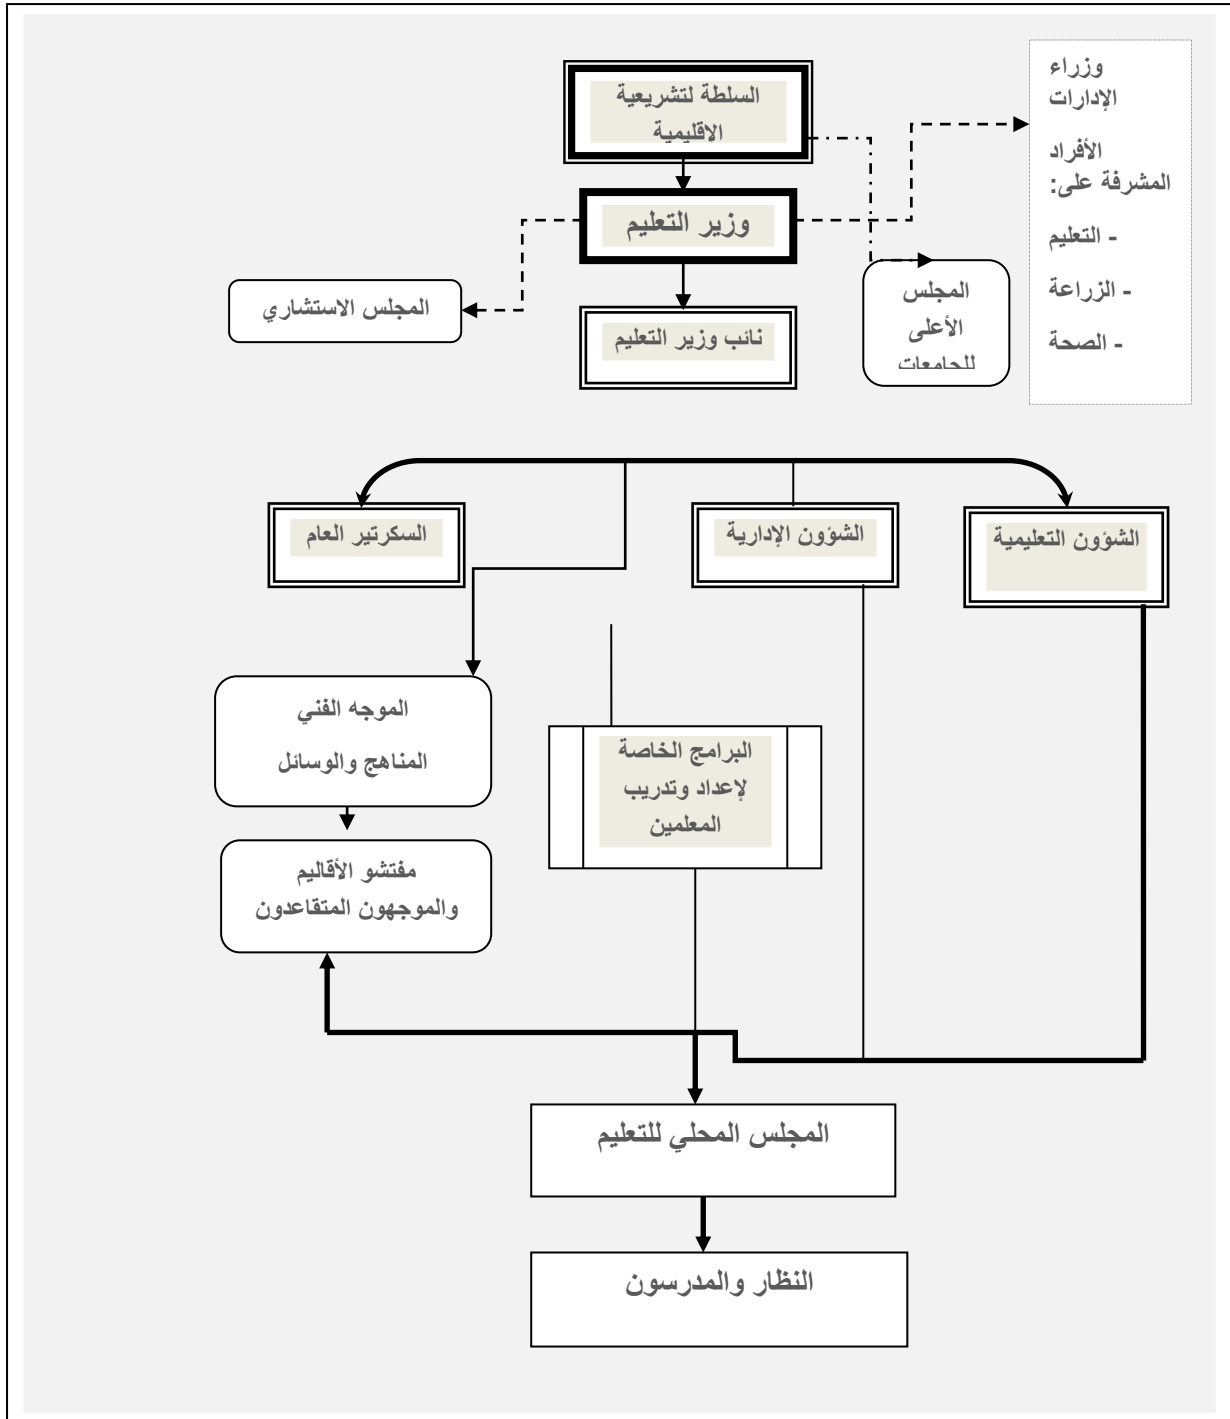 السلطة لتشريعية
الاقليمية
وزراء
الإدارات
الأفراد
المشرفة على:
- التعليم
- الزراعة
- الصحة
وزير التعليم
المجلس
الأعلى
للجامعات
المجلس الاستشاري
نائب وزير التعليم
الشؤون التعليمية
الشؤون الإدارية
السكرتير العام
الموجه الفني
المناهج والوسائل
البرامج الخاصة
لإعداد وتدريب
المعلمين
مفتشو الأقاليم
والموجهون المتقاعدون
المجلس المحلي للتعليم
النظار والمدرسون